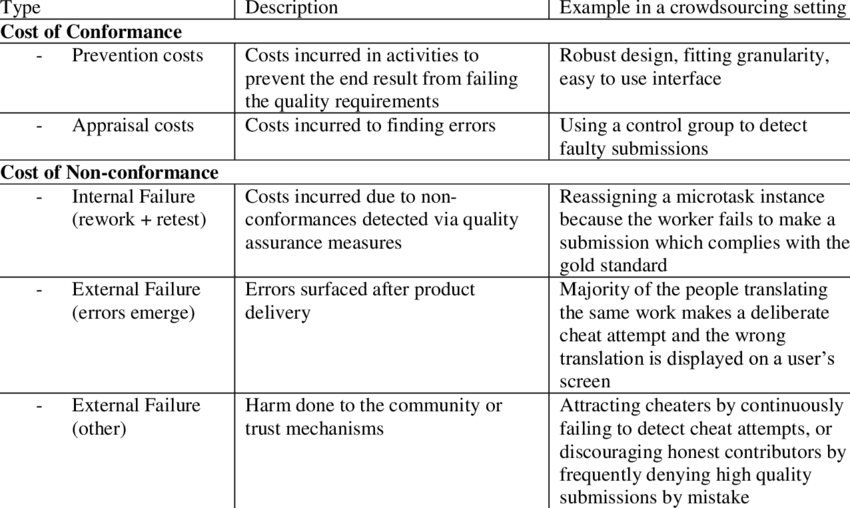 Type Description Example in a crowdsourcing setting
Cost of Conformance
- Prevention costs Costs incurred in activities to Robust design, fitting granularity,
prevent the end result from failing easy to use interface
the quality requirements
- Appraisal costs Costs incurred to finding errors Using a control group to detect
faulty submissions
Cost of Non-conformance
- Internal Failure Costs incurred due to non- Reassigning a microtask instance
(rework + retest) conformances detected via quality because the worker fails to make a
assurance measures submission which complies with the
gold standard
- External Failure Errors surfaced after product Majority of the people translating
(errors emerge) delivery the same work makes a deliberate
cheat attempt and the wrong
translation is displayed on a user's
screen
- External Failure Harm done to the community or Attracting cheaters by continuously
(other) trust mechanisms failing to detect cheat attempts, or
discouraging honest contributors by
frequently denying high quality
submissions by mistake